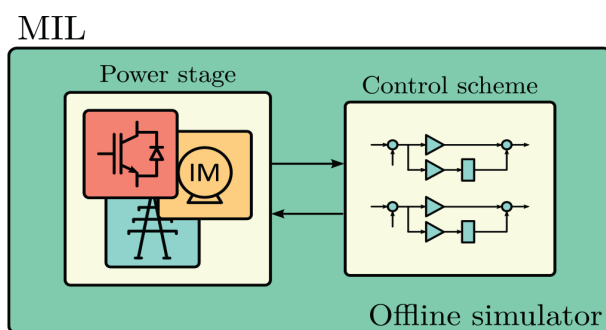 MIL
Power stage
Control scheme
IM
Offline simulator